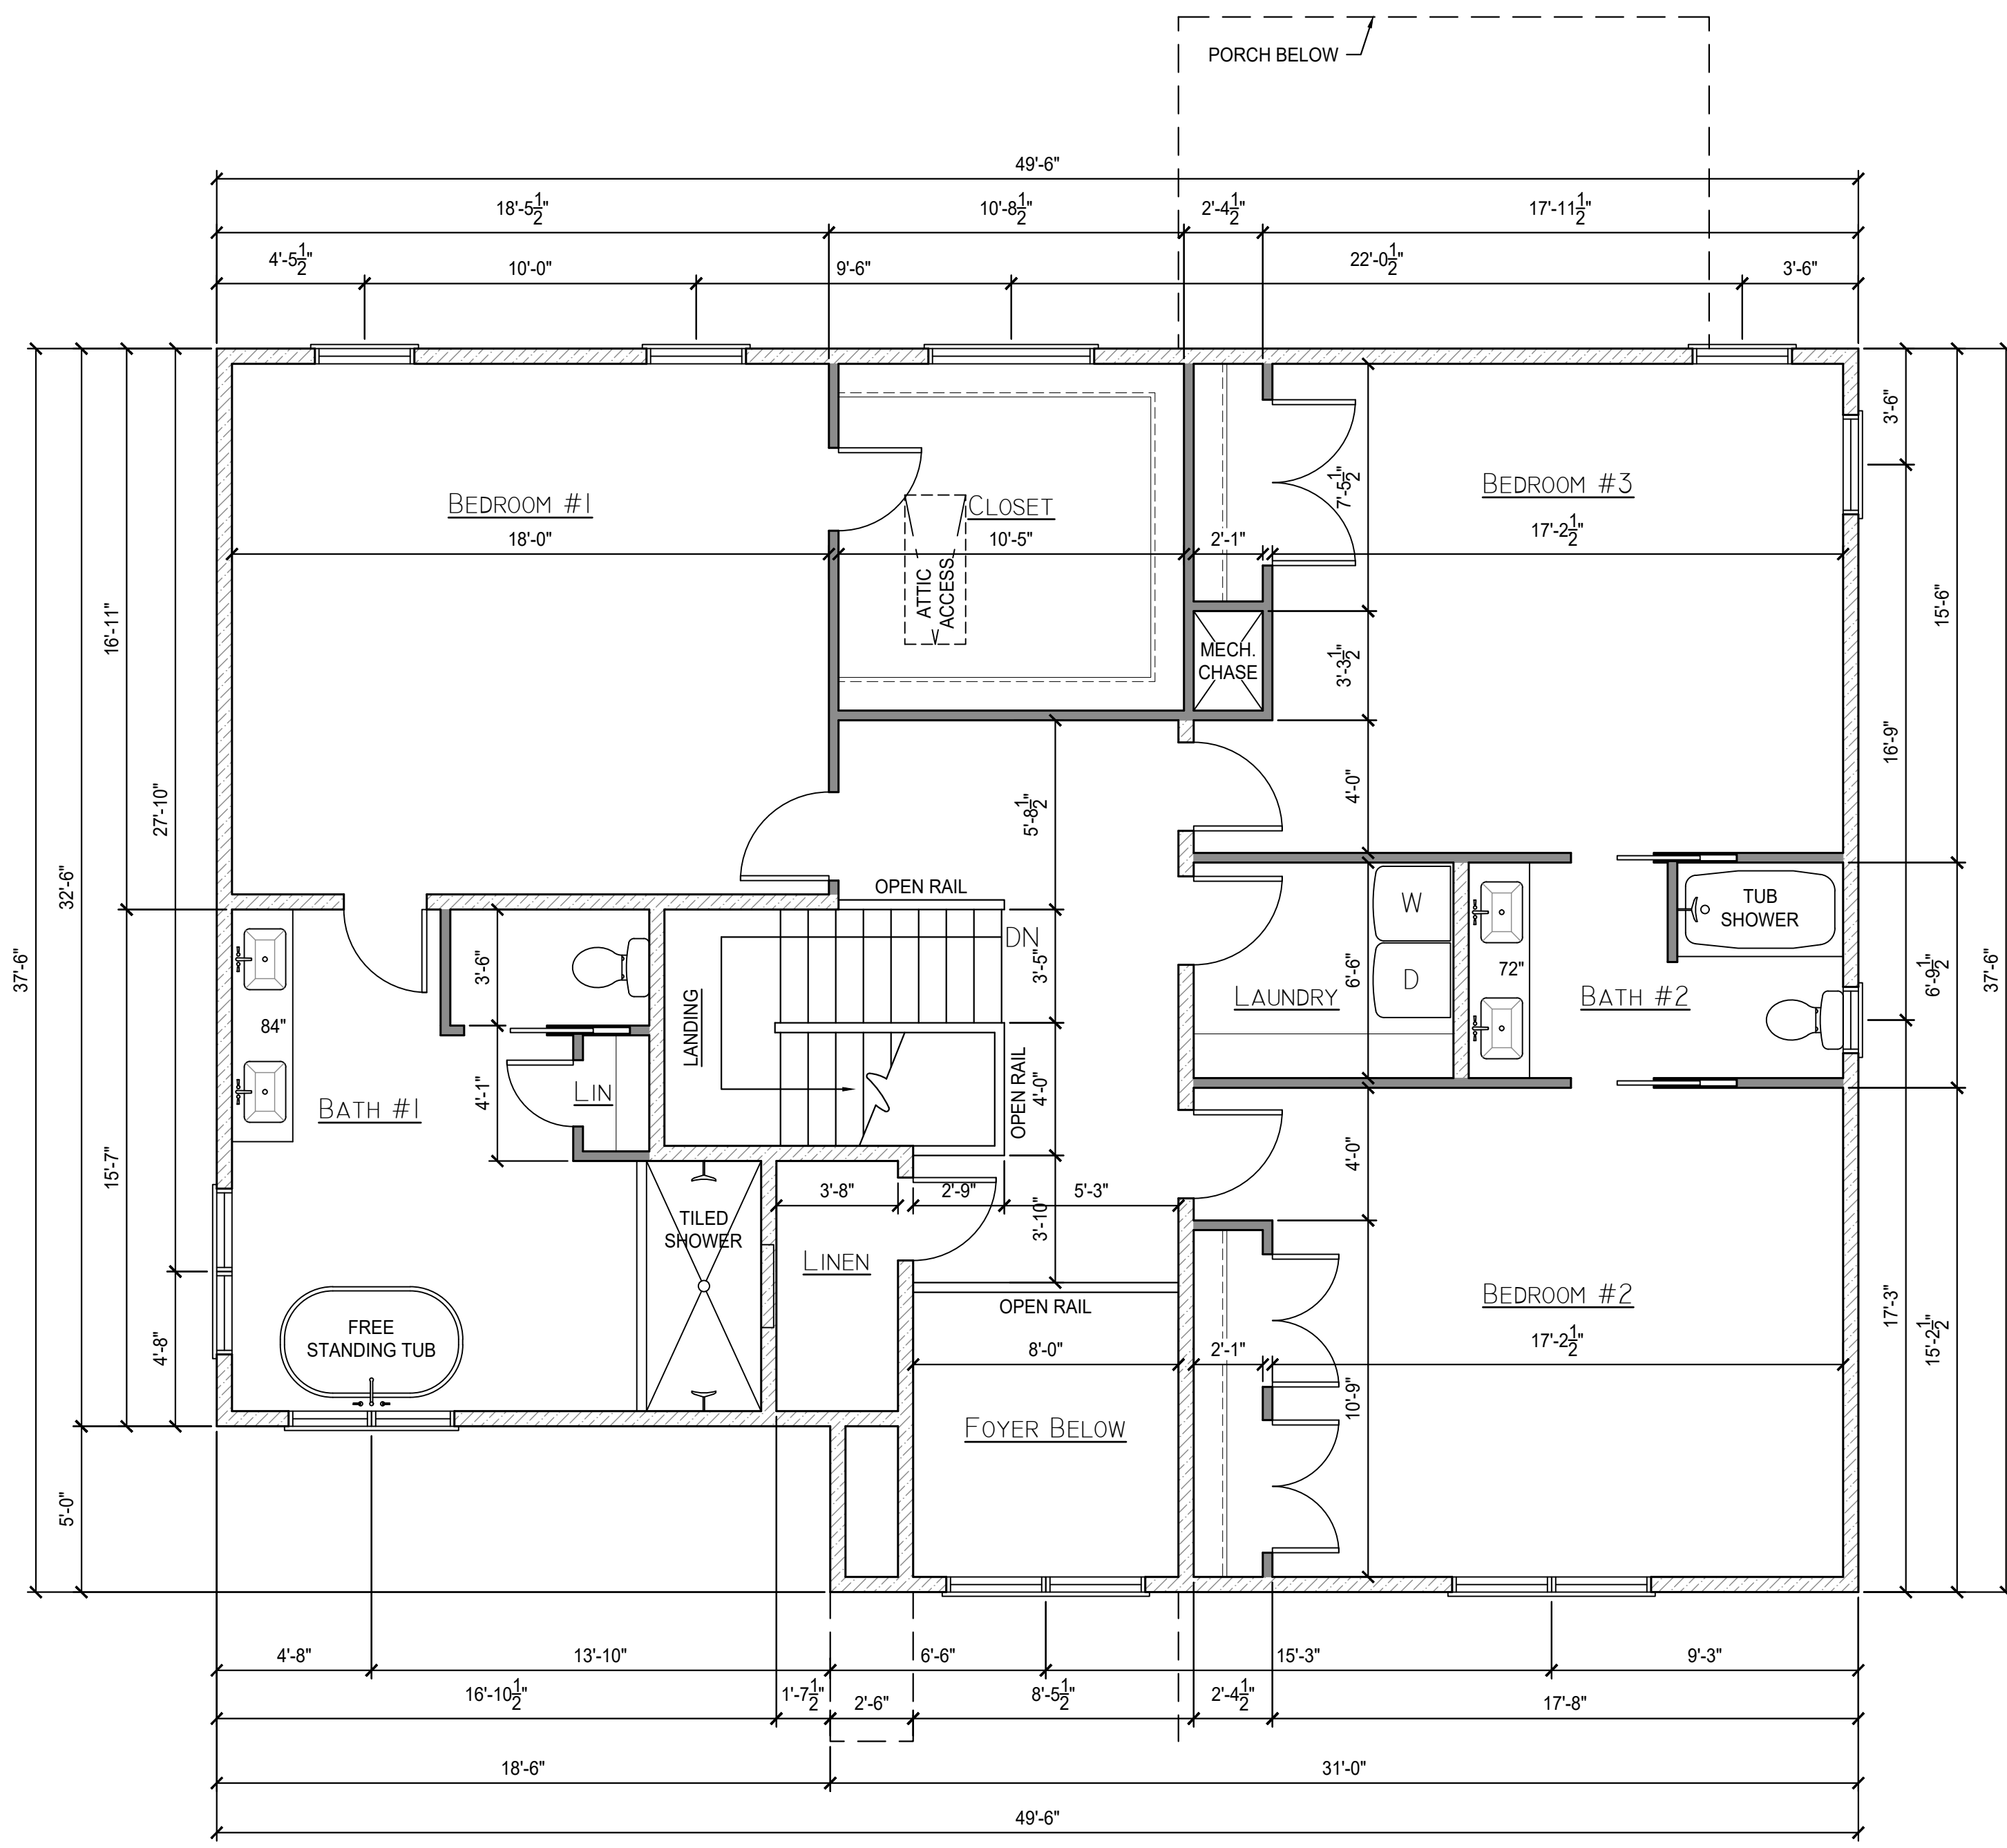 PORCH BELOW
49'-6"
18'-5 1/2"
10'-8 1/2"
2'-4 1/2"
17'-11 1/2"
4'-5 1/2"
10'-0"
9'-6"
22'-0 1/2"
3'-6"
BEDROOM #1
18'-0"
CLOSET
10'-5"
ATTIC
ACCESS
2'-1"
7'-5 1/2"
BEDROOM #3
17'-2 1/2"
3'-6"
15'-6"
16'-11"
MECH.
CHASE
3'-3 1/2"
16'-9"
27'-10"
32'-6"
37'-6"
5'-8 1/2"
4'-0"
OPEN RAIL
DN
3'-5"
LANDING
OPEN RAIL
4'-0"
3'-6"
84"
4'-1"
LIN
BATH #1
W
D
6'-6"
LAUNDRY
72"
TUB
SHOWER
BATH #2
6'-9 1/2"
37'-6"
15'-7"
3'-8"
2'-9"
5'-3"
3'-10"
4'-0"
TILED
SHOWER
LINEN
OPEN RAIL
BEDROOM #2
17'-2 1/2"
17'-3"
15'-2 1/2"
FREE
STANDING TUB
4'-8"
8'-0"
2'-1"
10'-9"
FOYER BELOW
5'-0"
4'-8"
13'-10"
6'-6"
15'-3"
9'-3"
16'-10 1/2"
1'-7 1/2"
2'-6"
8'-5 1/2"
2'-4 1/2"
17'-8"
18'-6"
31'-0"
49'-6"